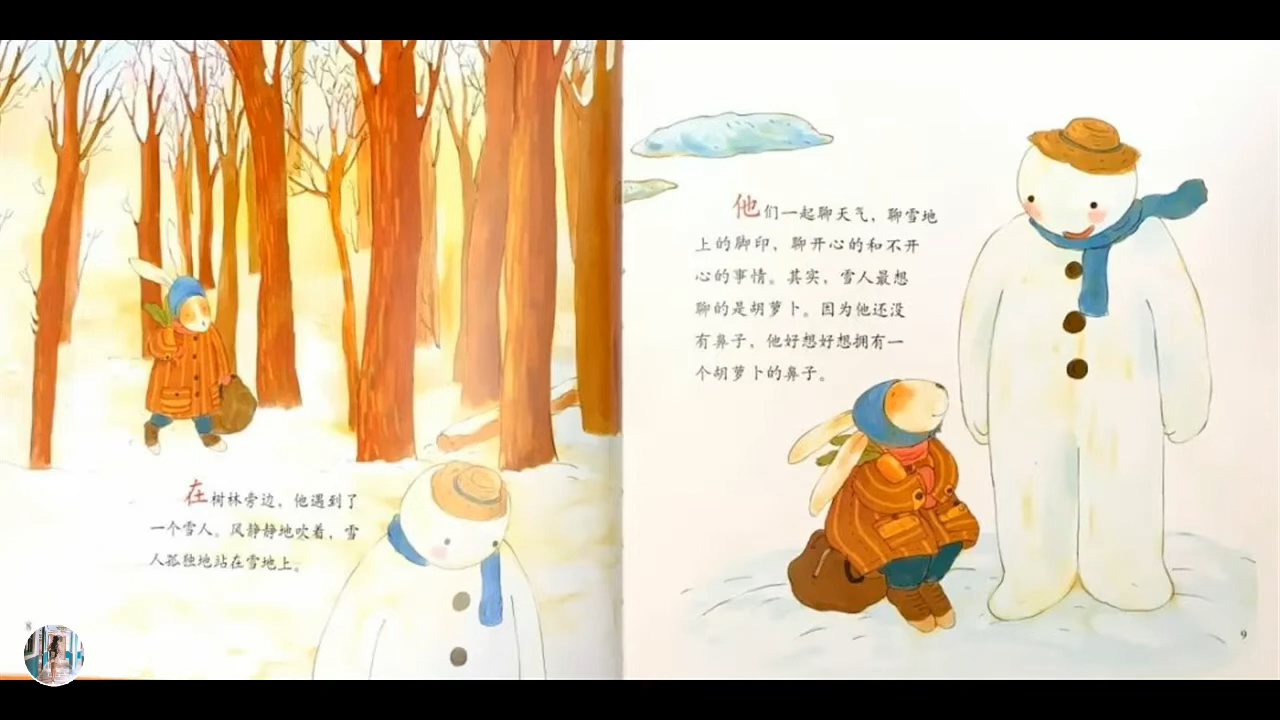 在树林旁边，他遇到了
一个雪人。风静静地吹着，雪
人孤独地站在雪地上。
8
他们一起聊天气，聊雪地
上的脚印，聊开心的和不开
心的事情。其实，雪人最想
聊的是胡萝卜。因为他还没
有鼻子，他好想好想拥有一
个胡萝卜的鼻子。
9